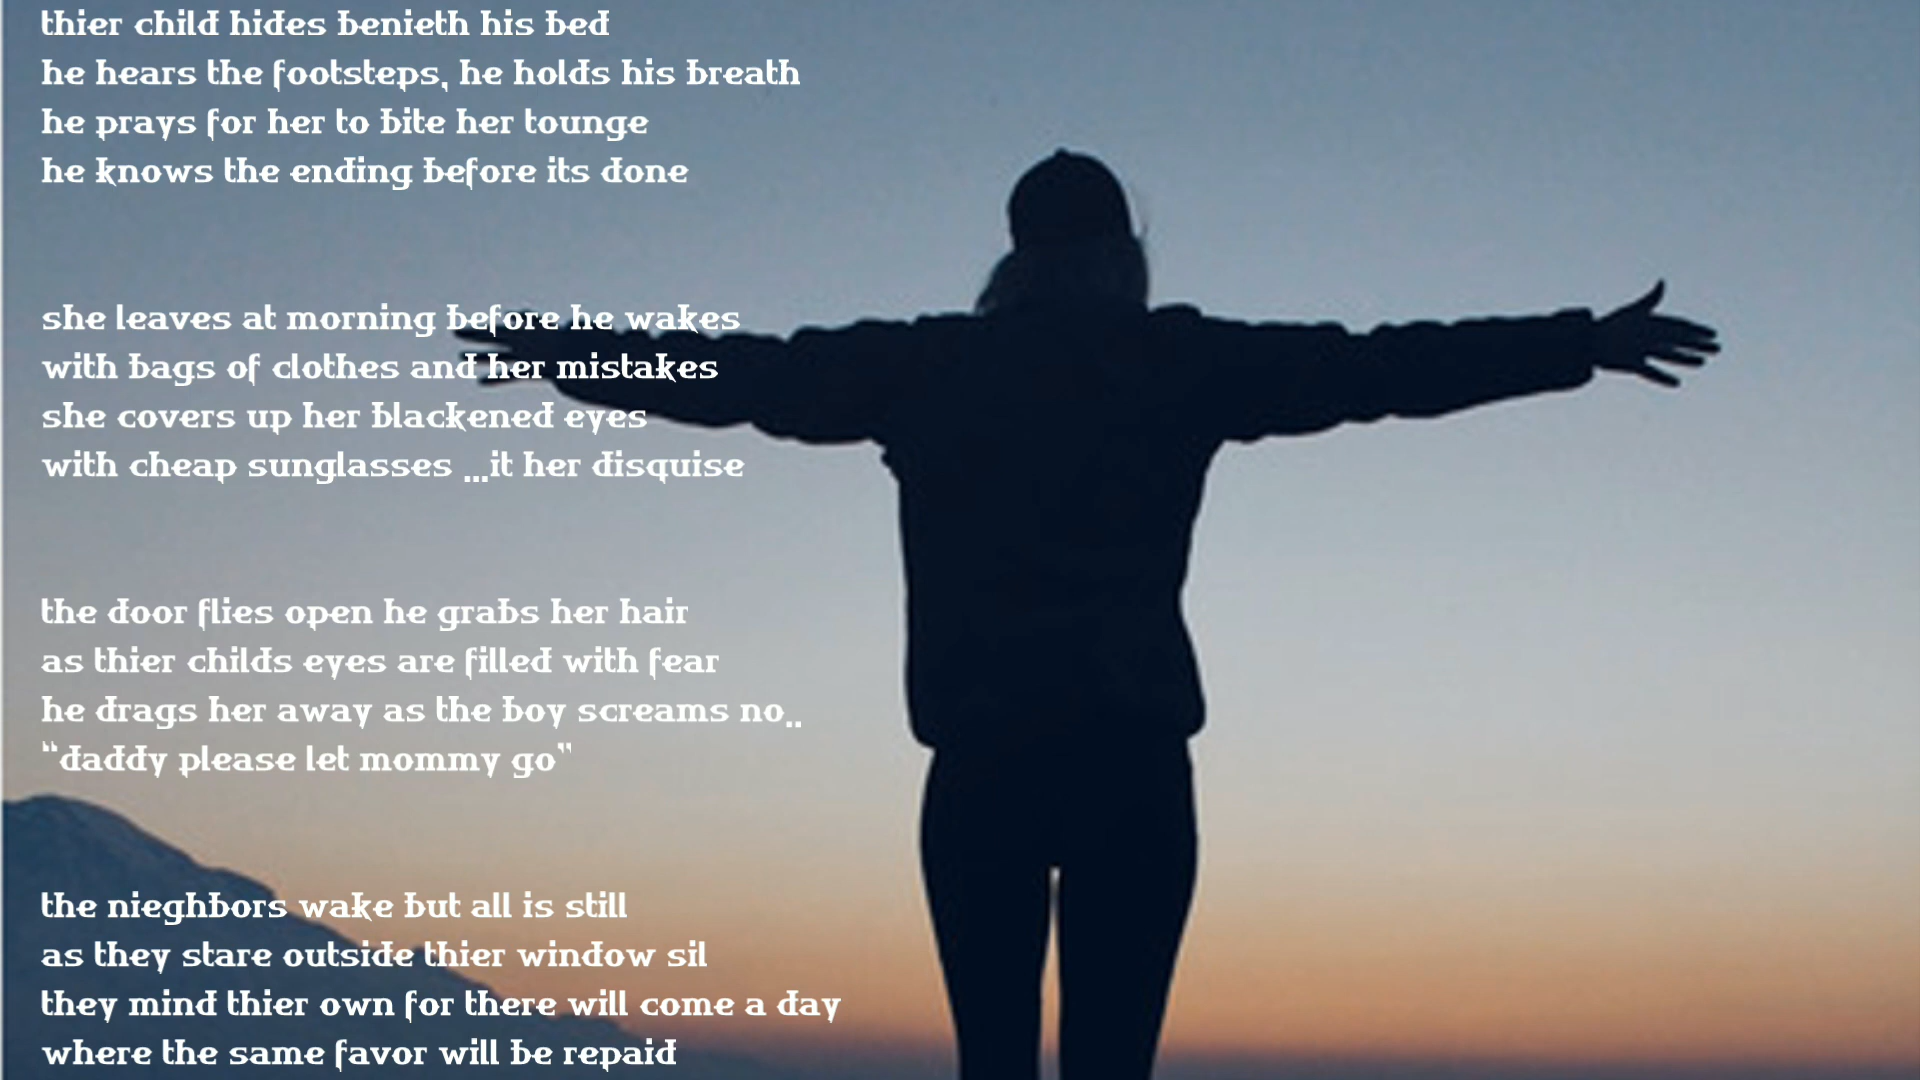 thier child hides benieth his bed
he hears the footsteps, he holds his breath
he prays for her to bite her tounge
he knows the ending before its done
she leaves at morning before he wakes
with bags of clothes and her mistakes
she covers up her blackened eyes
with cheap sunglasses ...it her disquise
the door flies open he grabs her hair
as thier childs eyes are filled with fear
he drags her away as the boy screams no..
"daddy please let mommy go"
the nieghbors wake but all is still
as they stare outside thier window sil
they mind thier own for there will come a day
where the same favor will be repaid